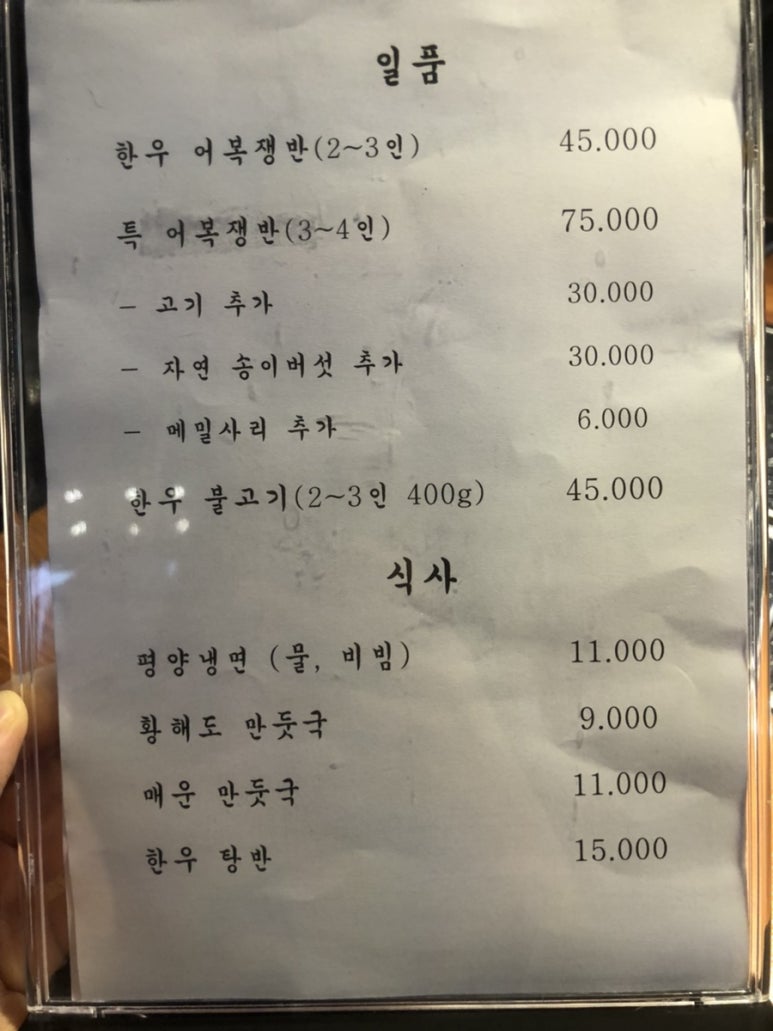 일품
한우 어복쟁반(2~3인) 45.000
특 어복쟁반(3~4인) 75.000
- 고기 추가 30.000
- 자연 송이버섯 추가 30.000
- 메밀사리 추가 6.000
한우 불고기(2~3인 400g) 45.000
식사
평양냉면 (물, 비빔) 11.000
황해도 만둣국 9.000
매운 만둣국 11.000
한우 탕반 15.000